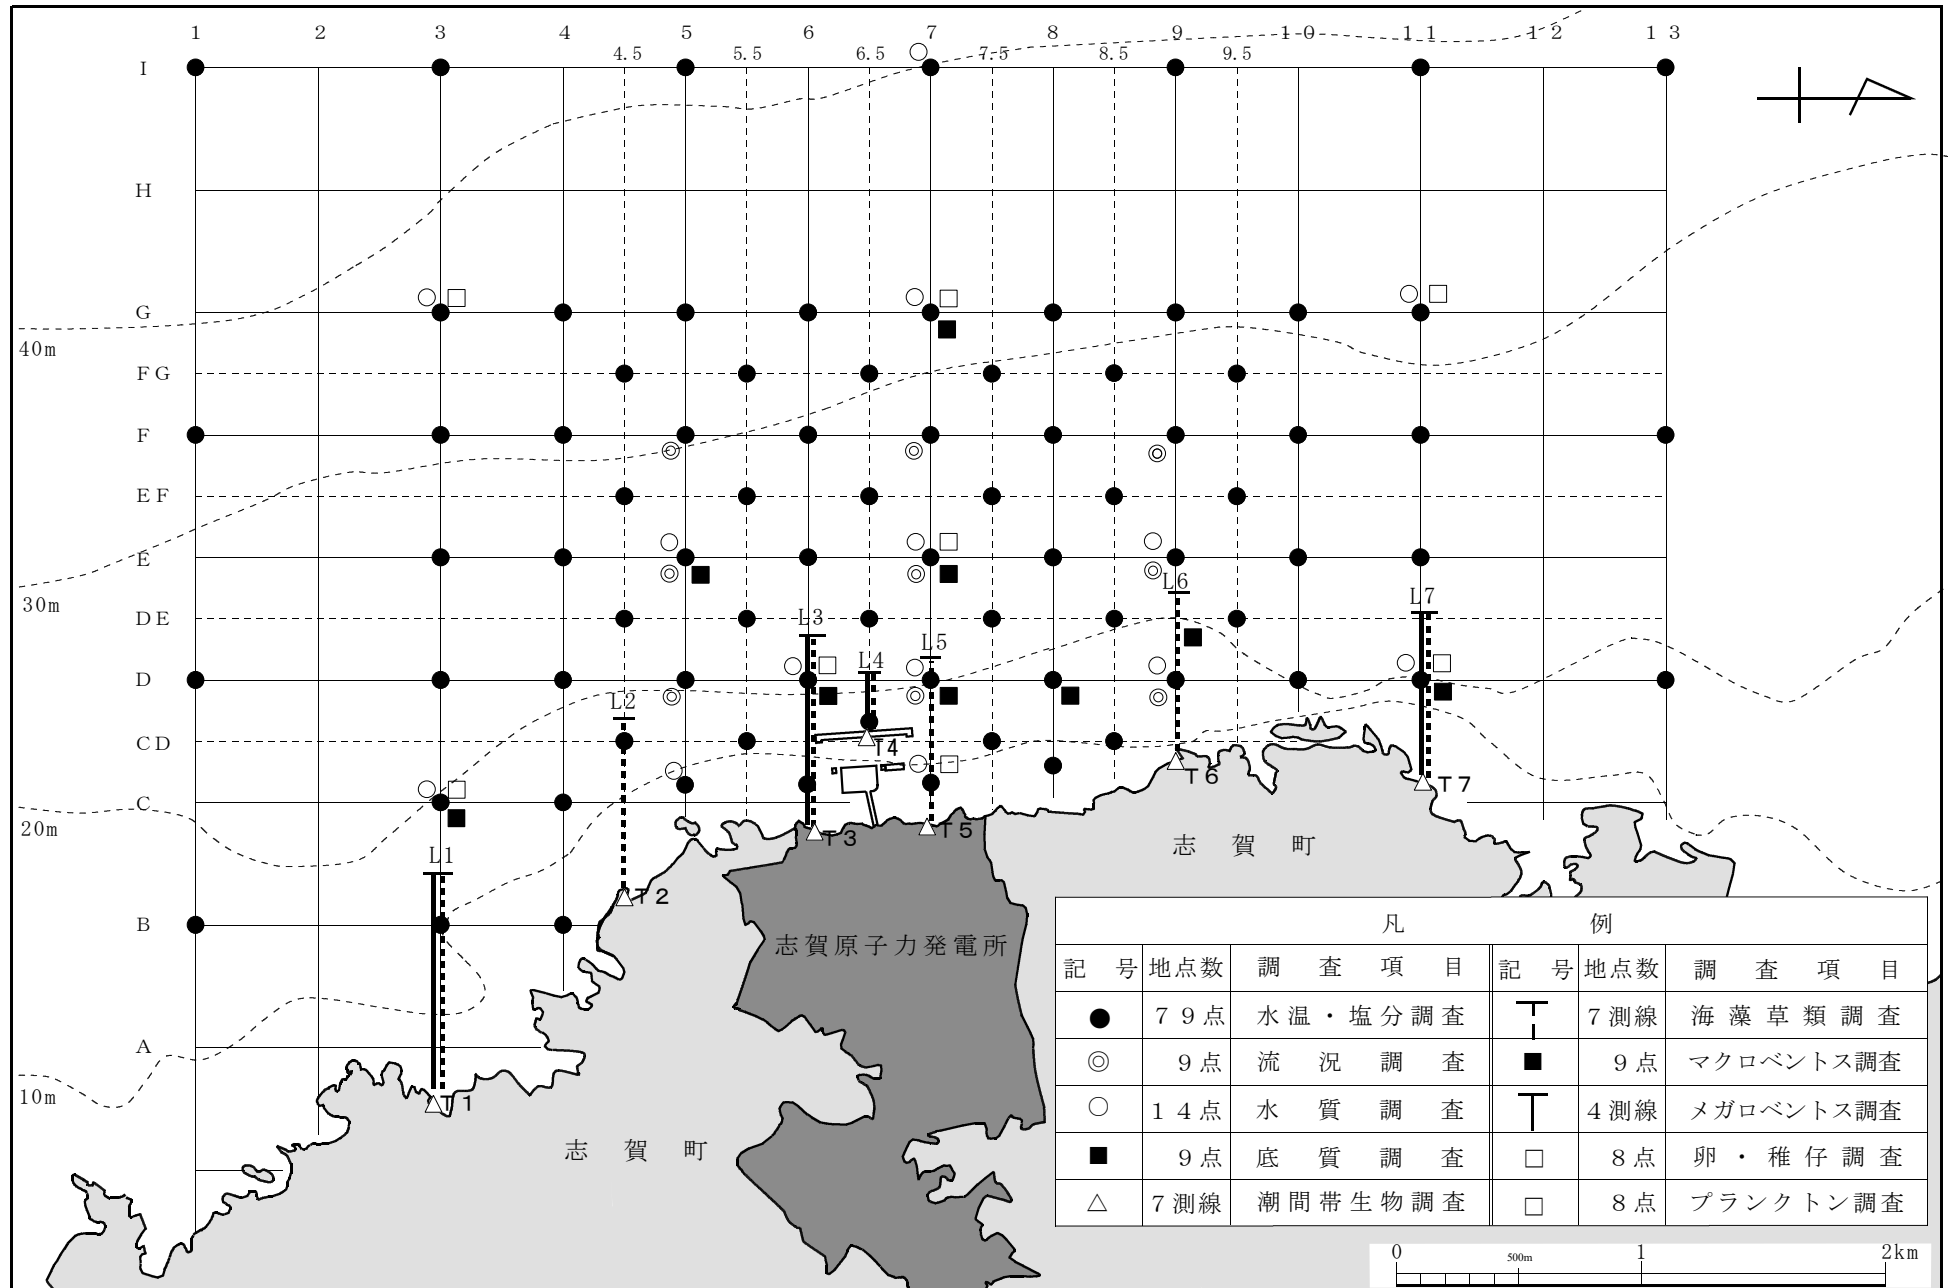 1 2 3 4 5 6 7 8 9 10 11 12 13
4.5 5.5 6.5 7.5 8.5 9.5
I
H
G
40m
FG
F
EF
E
30m
DE
L6
L7
L3
L5
L4
D
L2
CD
T4
T6
T7
C
20m
T3
T5
志賀町
L1
T2
B
志賀原子力発電所
A
10m
T1
志賀町
凡例
記号 地点数 調査項目 記号 地点数 調査項目
● 79点 水温・塩分調査 7測線 海藻草類調査
◎ 9点 流況調査 ■ 9点 マクロベントス調査
○ 14点 水質調査 4測線 メガロベントス調査
■ 9点 底質調査 □ 8点 卵・稚仔調査
△ 7測線 潮間帯生物調査 □ 8点 プランクトン調査
0 500m 1 2km